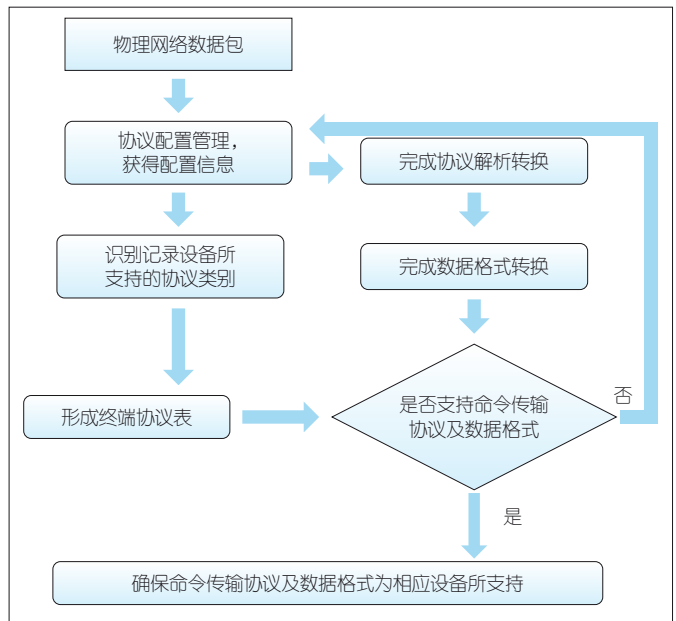 物理网络数据包
协议配置管理，
获得配置信息
完成协议解析转换
识别记录设备所
支持的协议类别
完成数据格式转换
形成终端协议表
是否支持命令传输
协议及数据格式
否
是
确保命令传输协议及数据格式为相应设备所支持